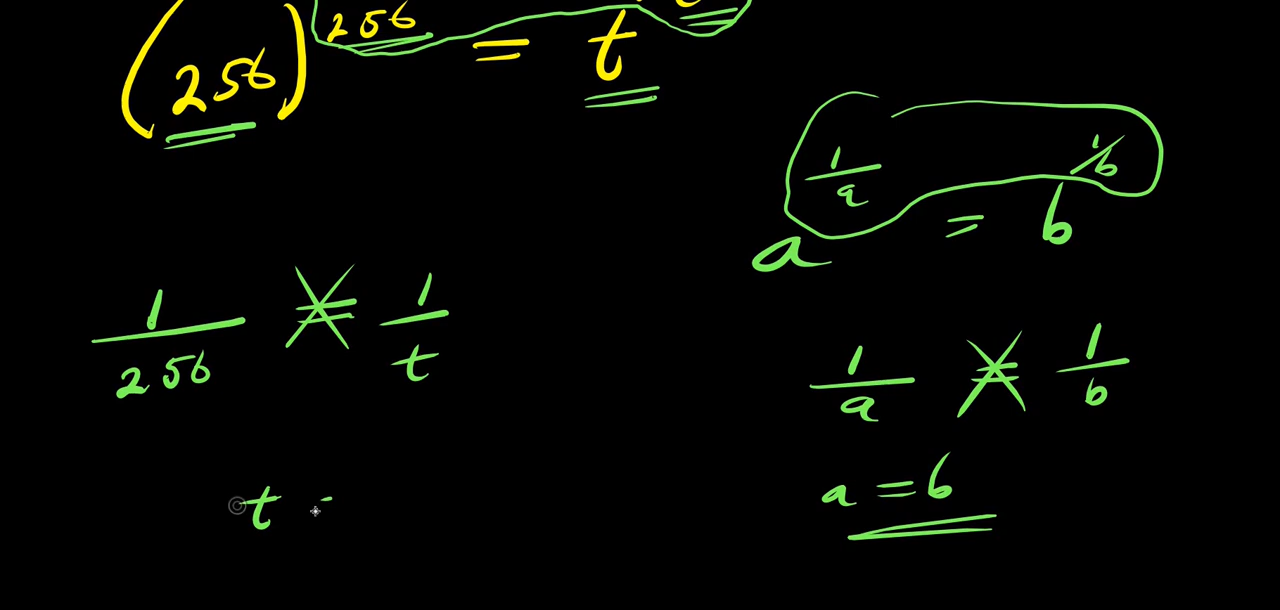 (256)^256 = t
a^1/a = b^1/b
1/256 = 1/t
1/a = 1/b
t =
a = b